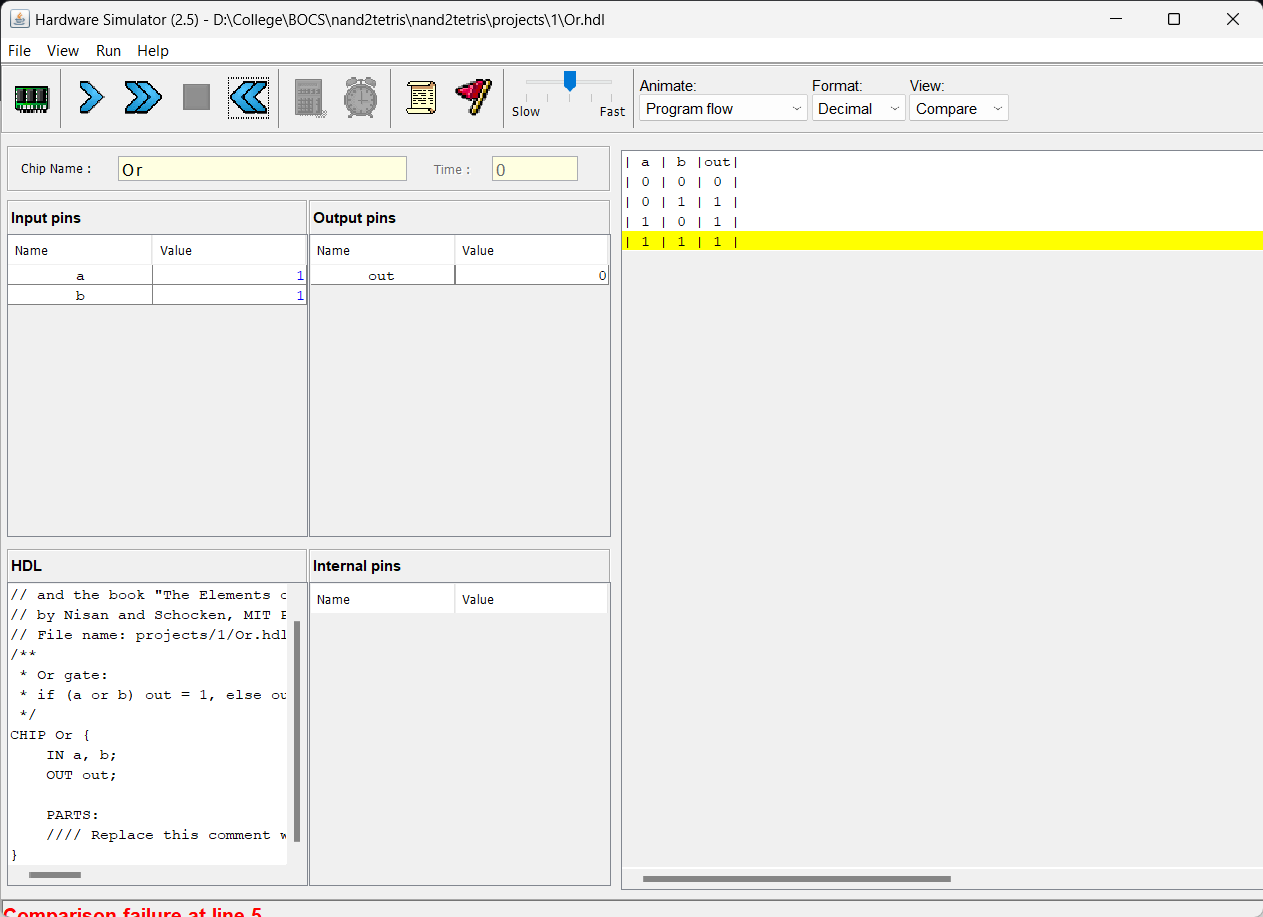 Hardware Simulator (2.5) - D:\College\BOCS\nand2tetris\nand2tetris\projects\1\Or.hdl
File View Run Help
Slow Fast
Animate: Format: View:
Program flow Decimal Compare
Chip Name : Or Time : 0
Input pins
Name Value
a 1
b 1
Output pins
Name Value
out 0
HDL
// and the book "The Elements o
// by Nisan and Schocken, MIT P
// File name: projects/1/Or.hdl
/**
* Or gate:
* if (a or b) out = 1, else ou
*/
CHIP Or {
IN a, b;
OUT out;
PARTS:
//// Replace this comment w
}
Internal pins
Name Value
| a | b |out|
| 0 | 0 | 0 |
| 0 | 1 | 1 |
| 1 | 0 | 1 |
| 1 | 1 | 1 |
Comparison failure at line 5